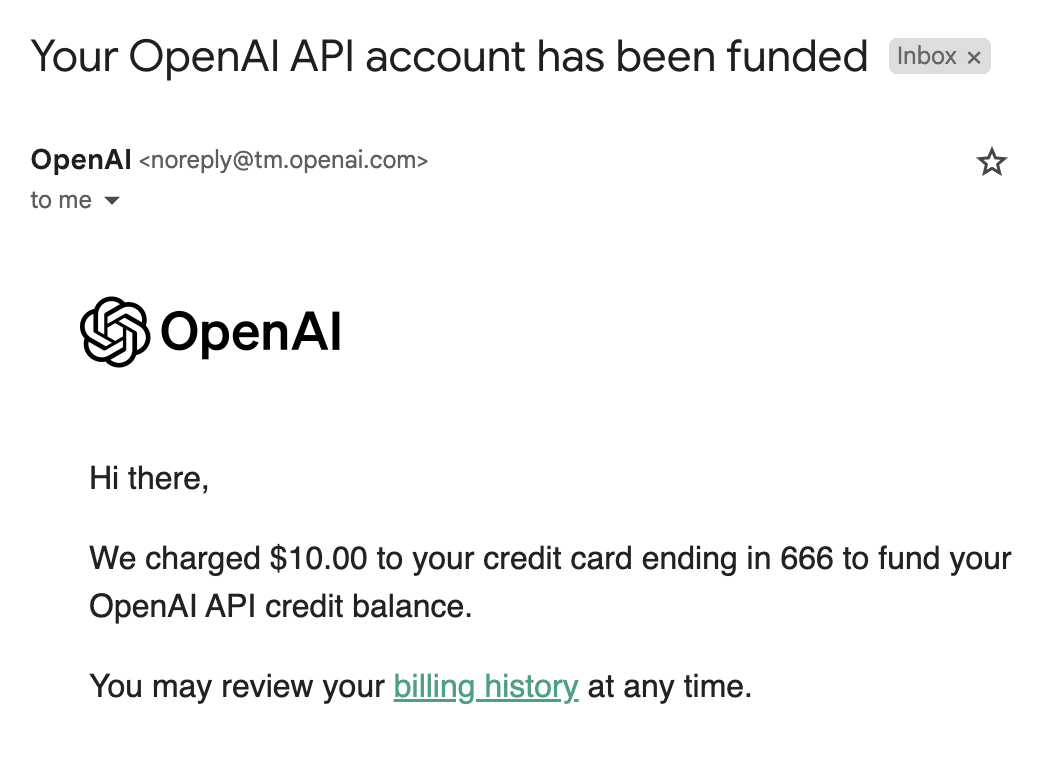 Your OpenAI API account has been funded Inbox ×
OpenAI <noreply@tm.openai.com>
to me
OpenAI
Hi there,
We charged $10.00 to your credit card ending in 666 to fund your
OpenAI API credit balance.
You may review your billing history at any time.